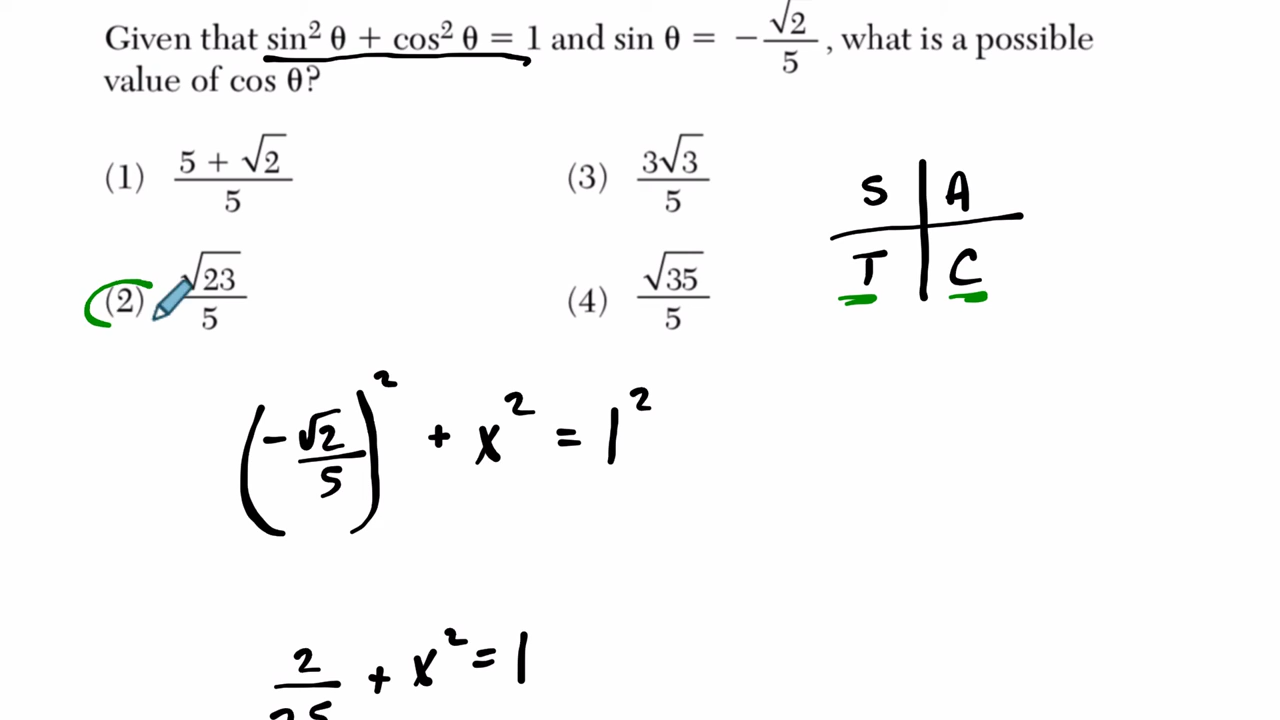 Given that sin² θ + cos² θ = 1 and sin θ = −√2/5, what is a possible
value of cos θ?
(1) (5 + √2)/5
(3) 3√3/5
(2) √23/5
(4) √35/5
S A
T C
(−√2/5)² + x² = 1²
2/25 + x² = 1